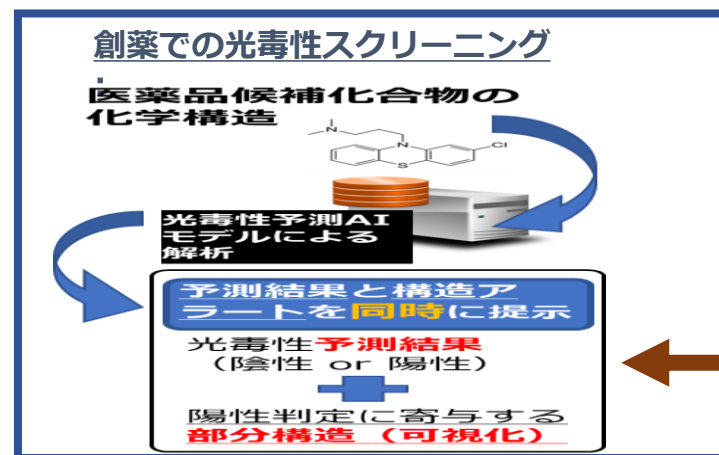 創薬での光毒性スクリーニング
.
医薬品候補化合物の
化学構造
N
N
Cl
S
光毒性予測AI
モデルによる
解析
予測結果と構造ア
ラートを同時に提示
光毒性予測結果
(陰性 or 陽性)
陽性判定に寄与する
部分構造(可視化)